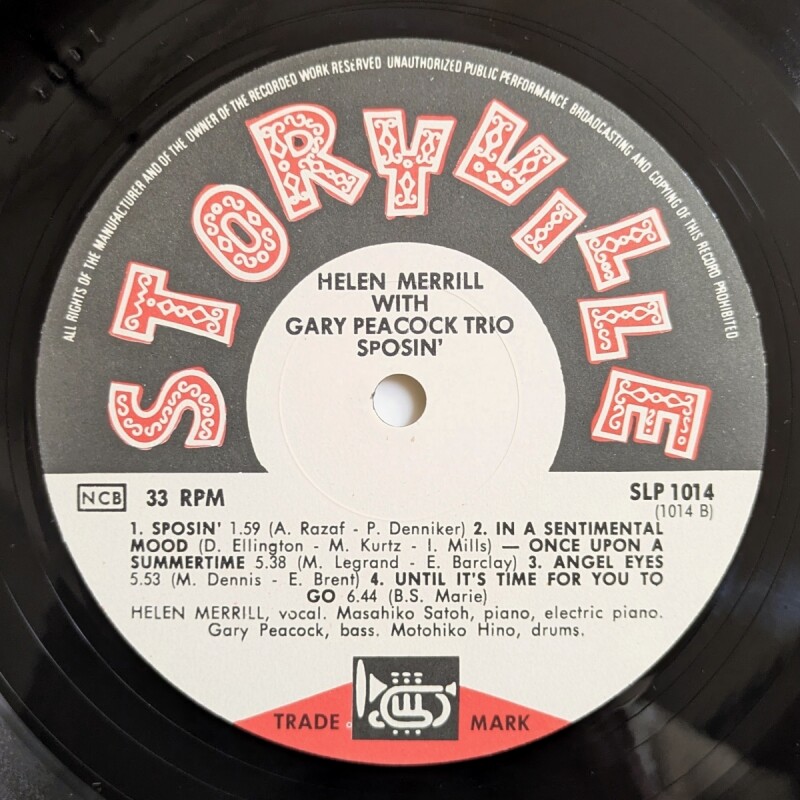 ALL RIGHTS OF THE MANUFACTURER AND OF THE OWNER OF THE RECORDED WORK RESERVED UNAUTHORIZED PUBLIC PERFORMANCE BROADCASTING AND COPYING OF THIS RECORD PROHIBITED
STORYVILLE
HELEN MERRILL
WITH
GARY PEACOCK TRIO
SPOSIN'
NCB 33 RPM
SLP 1014
(1014 B)
1. SPOSIN' 1.59 (A. Razaf - P. Denniker) 2. IN A SENTIMENTAL
MOOD (D. Ellington - M. Kurtz - I. Mills) — ONCE UPON A
SUMMERTIME 5.38 (M. Legrand - E. Barclay) 3. ANGEL EYES
5.53 (M. Dennis - E. Brent) 4. UNTIL IT'S TIME FOR YOU TO
GO 6.44 (B.S. Marie)
HELEN MERRILL, vocal. Masahiko Satoh, piano, electric piano.
Gary Peacock, bass. Motohiko Hino, drums.
TRADE MARK